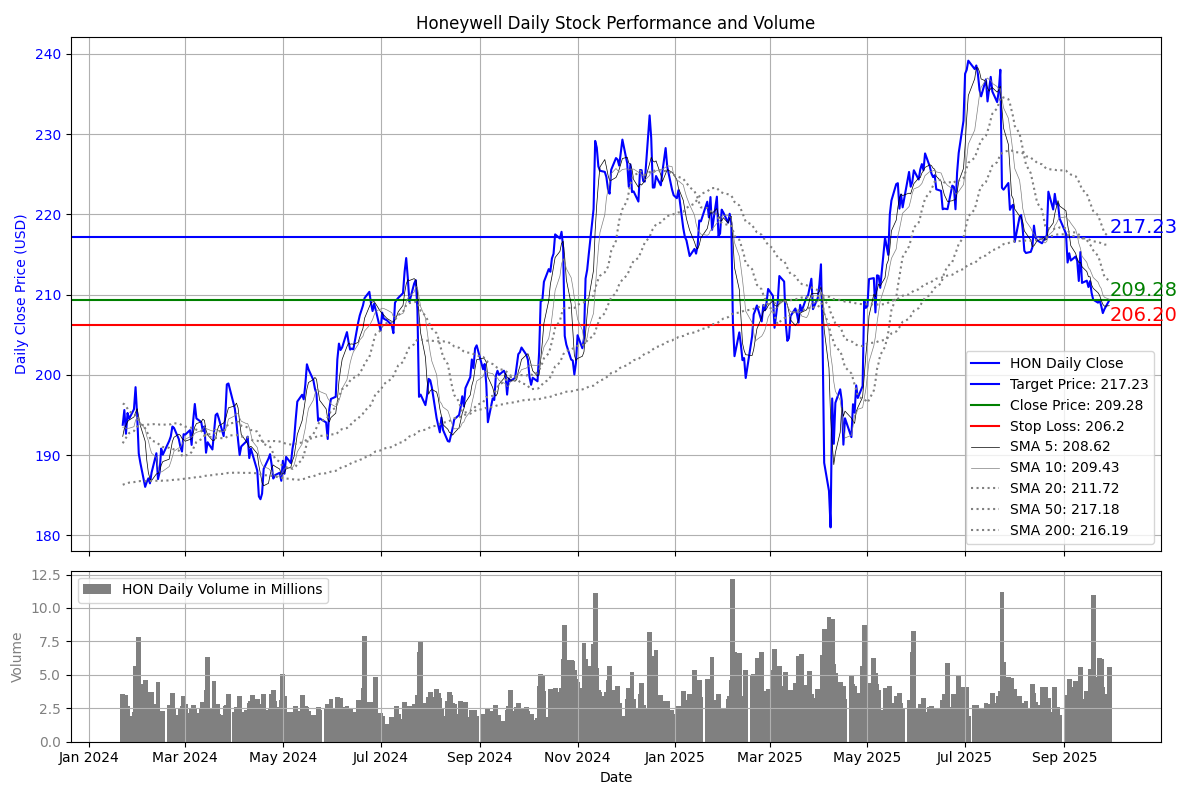 Honeywell Daily Stock Performance and Volume
240
230
220
210
200
190
180
Daily Close Price (USD)
217.23
209.28
206.20
HON Daily Close
Target Price: 217.23
Close Price: 209.28
Stop Loss: 206.2
SMA 5: 208.62
SMA 10: 209.43
SMA 20: 211.72
SMA 50: 217.18
SMA 200: 216.19
12.5
10.0
7.5
5.0
2.5
0.0
Volume
HON Daily Volume in Millions
Jan 2024 Mar 2024 May 2024 Jul 2024 Sep 2024 Nov 2024 Jan 2025 Mar 2025 May 2025 Jul 2025 Sep 2025
Date